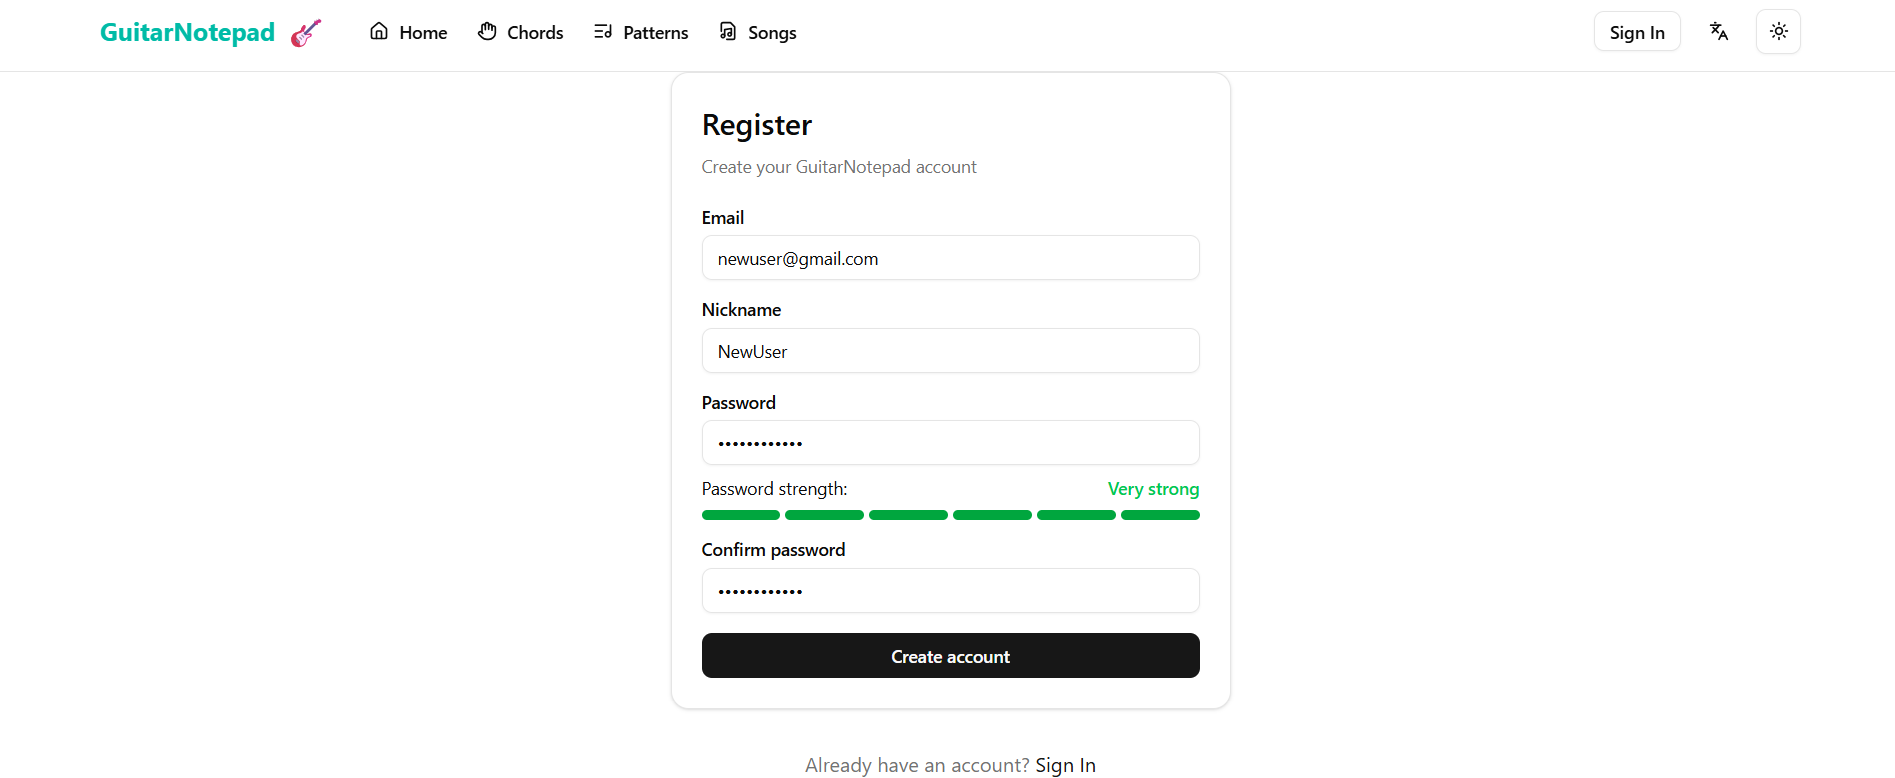 GuitarNotepad Home Chords Patterns Songs Sign In
Register
Create your GuitarNotepad account
Email
newuser@gmail.com
Nickname
NewUser
Password
••••••••••••
Password strength: Very strong
Confirm password
••••••••••••
Create account
Already have an account? Sign In